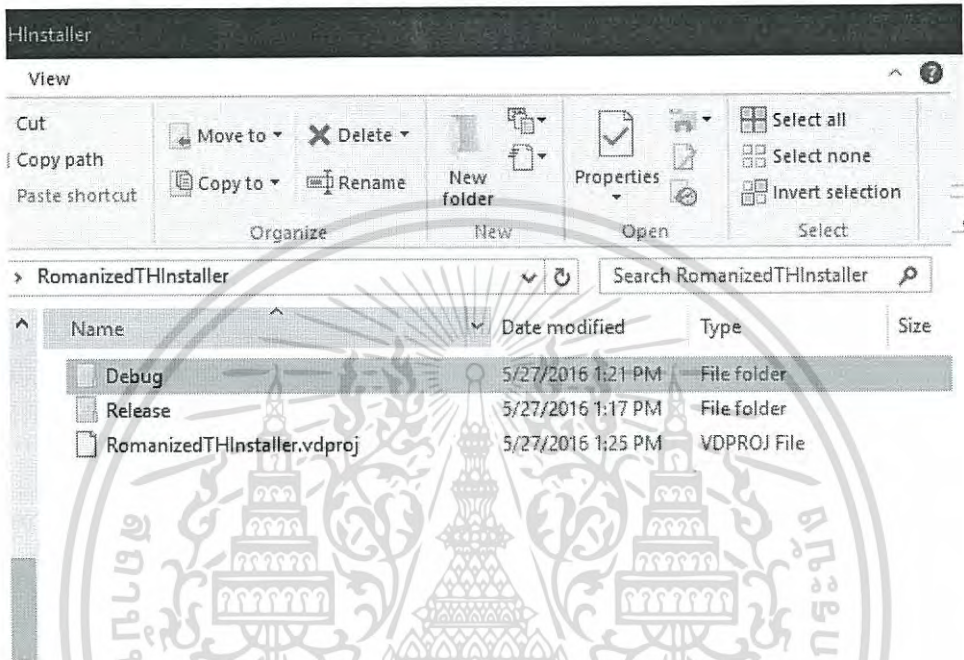 HInstaller
View
Cut
Copy path
Paste shortcut
Move to
Copy to
Delete
Rename
Organize
New
folder
New
Properties
Open
Select all
Select none
Invert selection
Select
> RomanizedTHInstaller
Search RomanizedTHInstaller
Name Date modified Type Size
Debug 5/27/2016 1:21 PM File folder
Release 5/27/2016 1:17 PM File folder
RomanizedTHInstaller.vdproj 5/27/2016 1:25 PM VDPROJ File